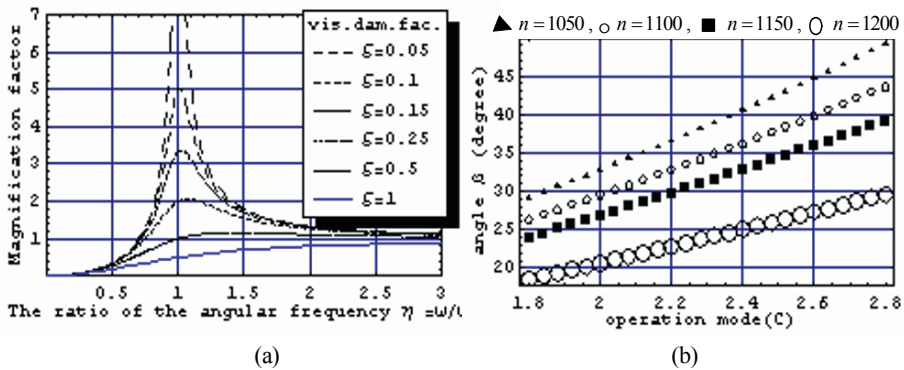 Magnification factor
7
6
5
4
3
2
1
0.5 1 1.5 2 2.5 3
The ratio of the angular frequency η =ω/
vis.dam.fac.
ξ=0.05
ξ=0.1
ξ=0.15
ξ=0.25
ξ=0.5
ξ=1
(a)
▲ n=1050 , ○ n=1100 , ■ n=1150 , ○ n=1200
angle β (degree)
45
40
35
30
25
20
1.8 2 2.2 2.4 2.6 2.8
operation mode(C)
(b)